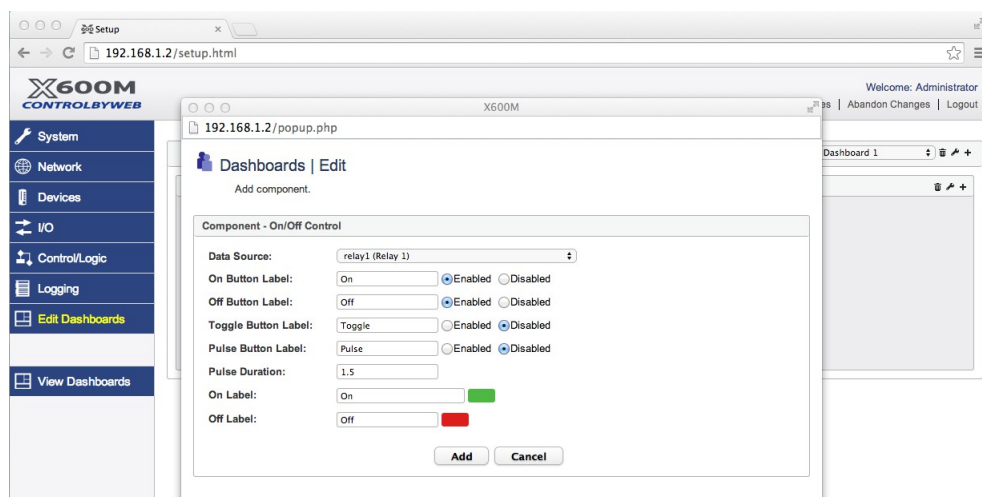 Setup
192.168.1.2/setup.html
X600M
CONTROLBYWEB
Welcome: Administrator
Abandon Changes | Logout
X600M
192.168.1.2/popup.php
System
Network
Devices
I/O
Control/Logic
Logging
Edit Dashboards
View Dashboards
Dashboard 1
Dashboards | Edit
Add component.
Component - On/Off Control
Data Source: relay1 (Relay 1)
On Button Label: On Enabled Disabled
Off Button Label: Off Enabled Disabled
Toggle Button Label: Toggle Enabled Disabled
Pulse Button Label: Pulse Enabled Disabled
Pulse Duration: 1.5
On Label: On
Off Label: Off
Add Cancel